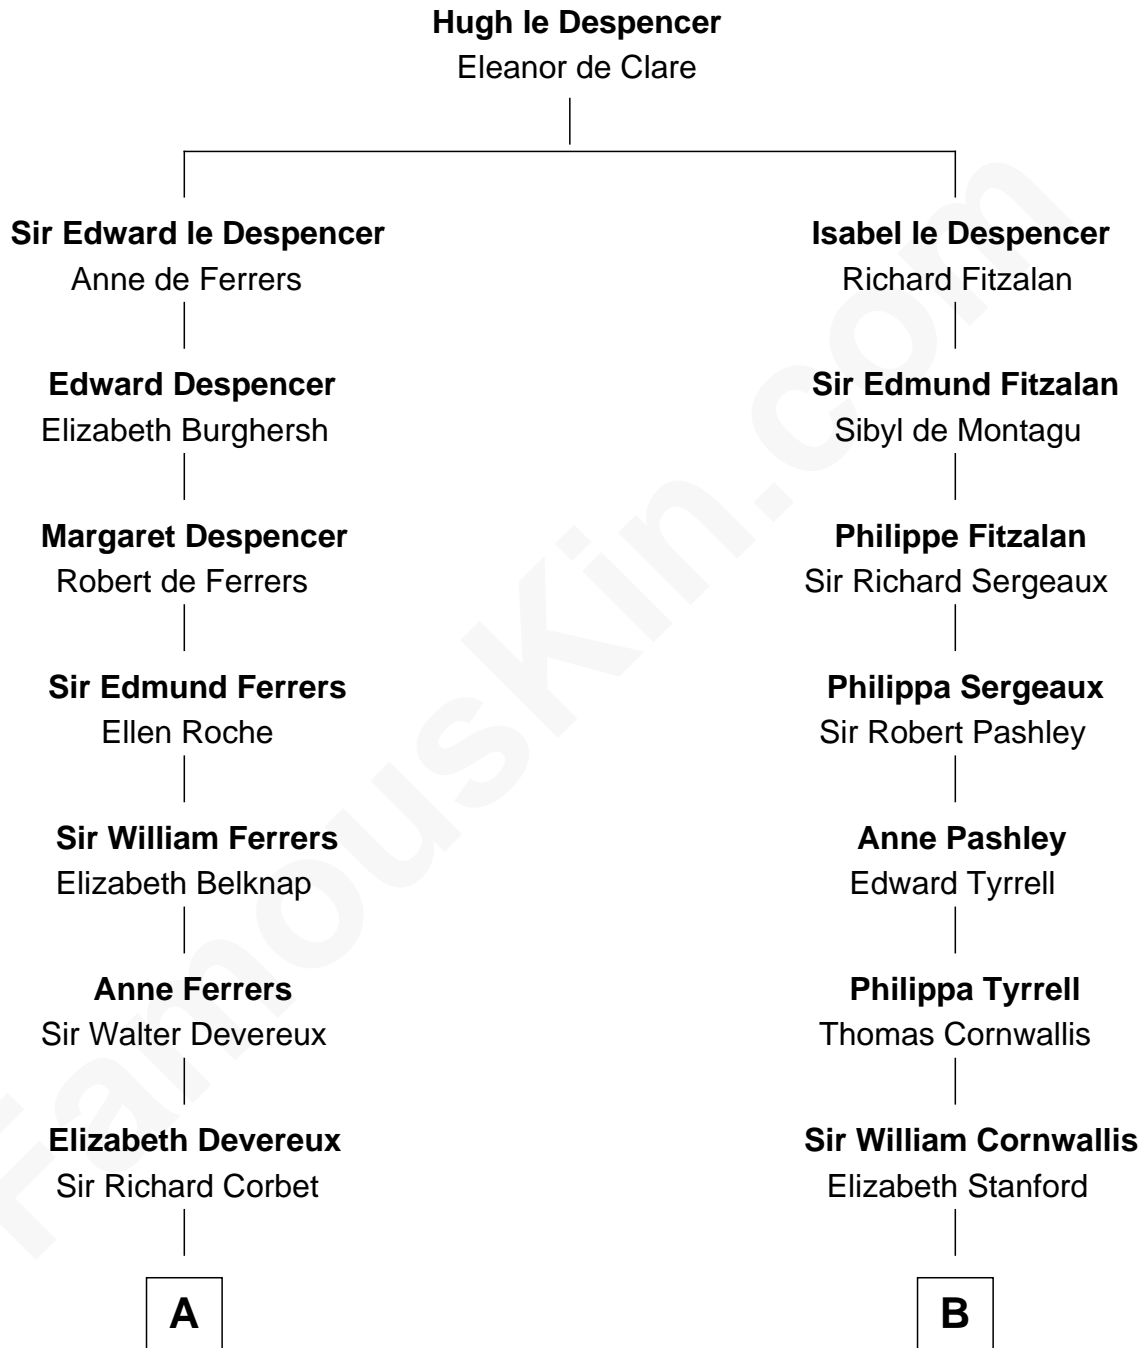 Hugh le Despencer
Eleanor de Clare
Sir Edward le Despencer
Anne de Ferrers
Isabel le Despencer
Richard Fitzalan
Edward Despencer
Elizabeth Burghersh
Sir Edmund Fitzalan
Sibyl de Montagu
Margaret Despencer
Robert de Ferrers
Philippe Fitzalan
Sir Richard Sergeaux
Sir Edmund Ferrers
Ellen Roche
Philippa Sergeaux
Sir Robert Pashley
Sir William Ferrers
Elizabeth Belknap
Anne Pashley
Edward Tyrrell
Anne Ferrers
Sir Walter Devereux
Philippa Tyrrell
Thomas Cornwallis
Elizabeth Devereux
Sir Richard Corbet
Sir William Cornwallis
Elizabeth Stanford
A
B
FamousKin.com